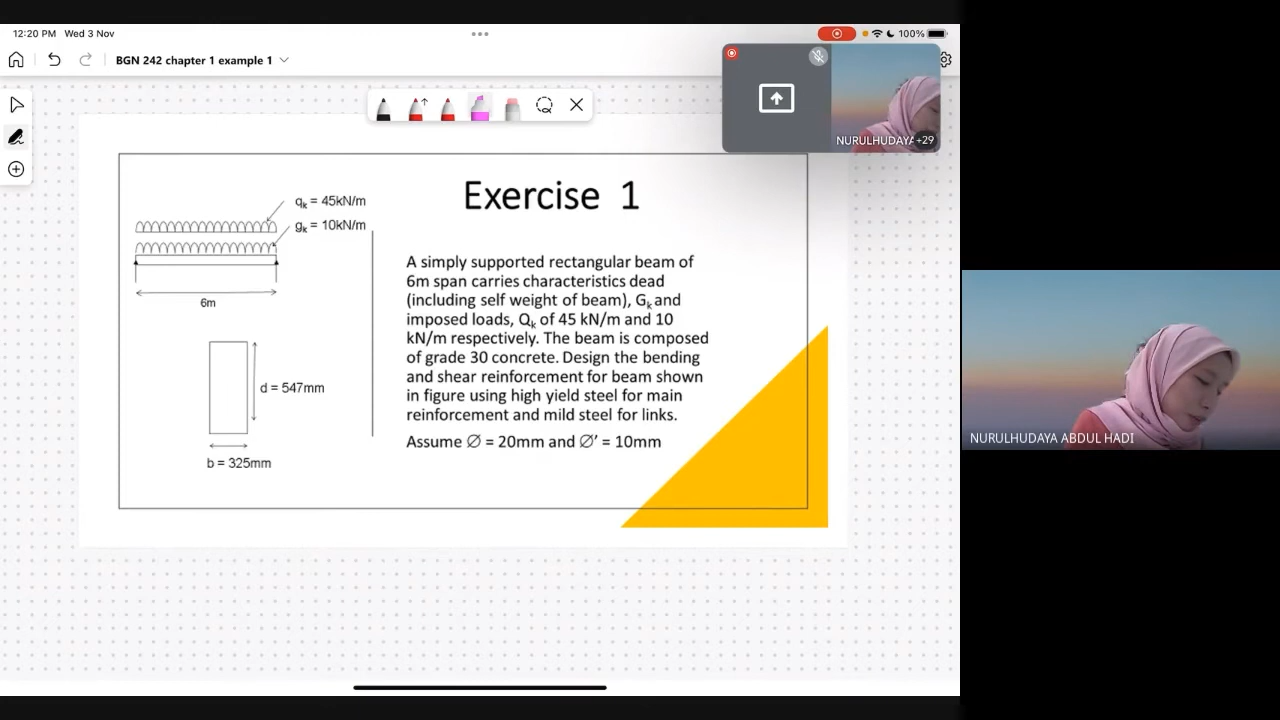 12:20 PM Wed 3 Nov
100%
BGN 242 chapter 1 example 1
NURULHUDAYA +29
Exercise 1
qk = 45kN/m
gk = 10kN/m
6m
d = 547mm
b = 325mm
A simply supported rectangular beam of
6m span carries characteristics dead
(including self weight of beam), Gk and
imposed loads, Qk of 45 kN/m and 10
kN/m respectively. The beam is composed
of grade 30 concrete. Design the bending
and shear reinforcement for beam shown
in figure using high yield steel for main
reinforcement and mild steel for links.
Assume ∅ = 20mm and ∅′ = 10mm
NURULHUDAYA ABDUL HADI